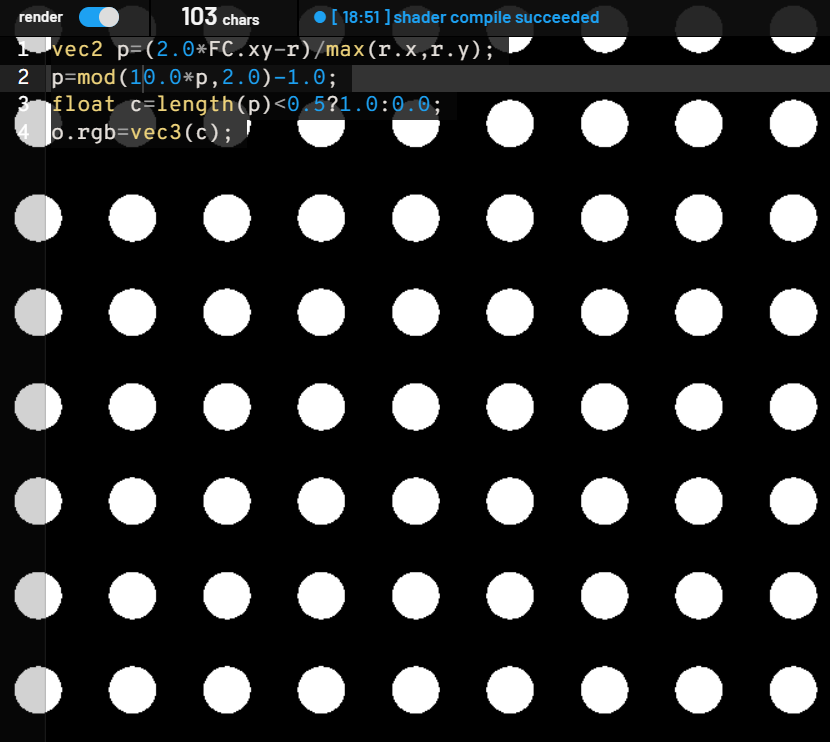 render 103 chars [ 18:51 ] shader compile succeeded
1 vec2 p=(2.0*FC.xy-r)/max(r.x,r.y);
2 p=mod(10.0*p,2.0)-1.0;
3 float c=length(p)<0.5?1.0:0.0;
4 o.rgb=vec3(c);